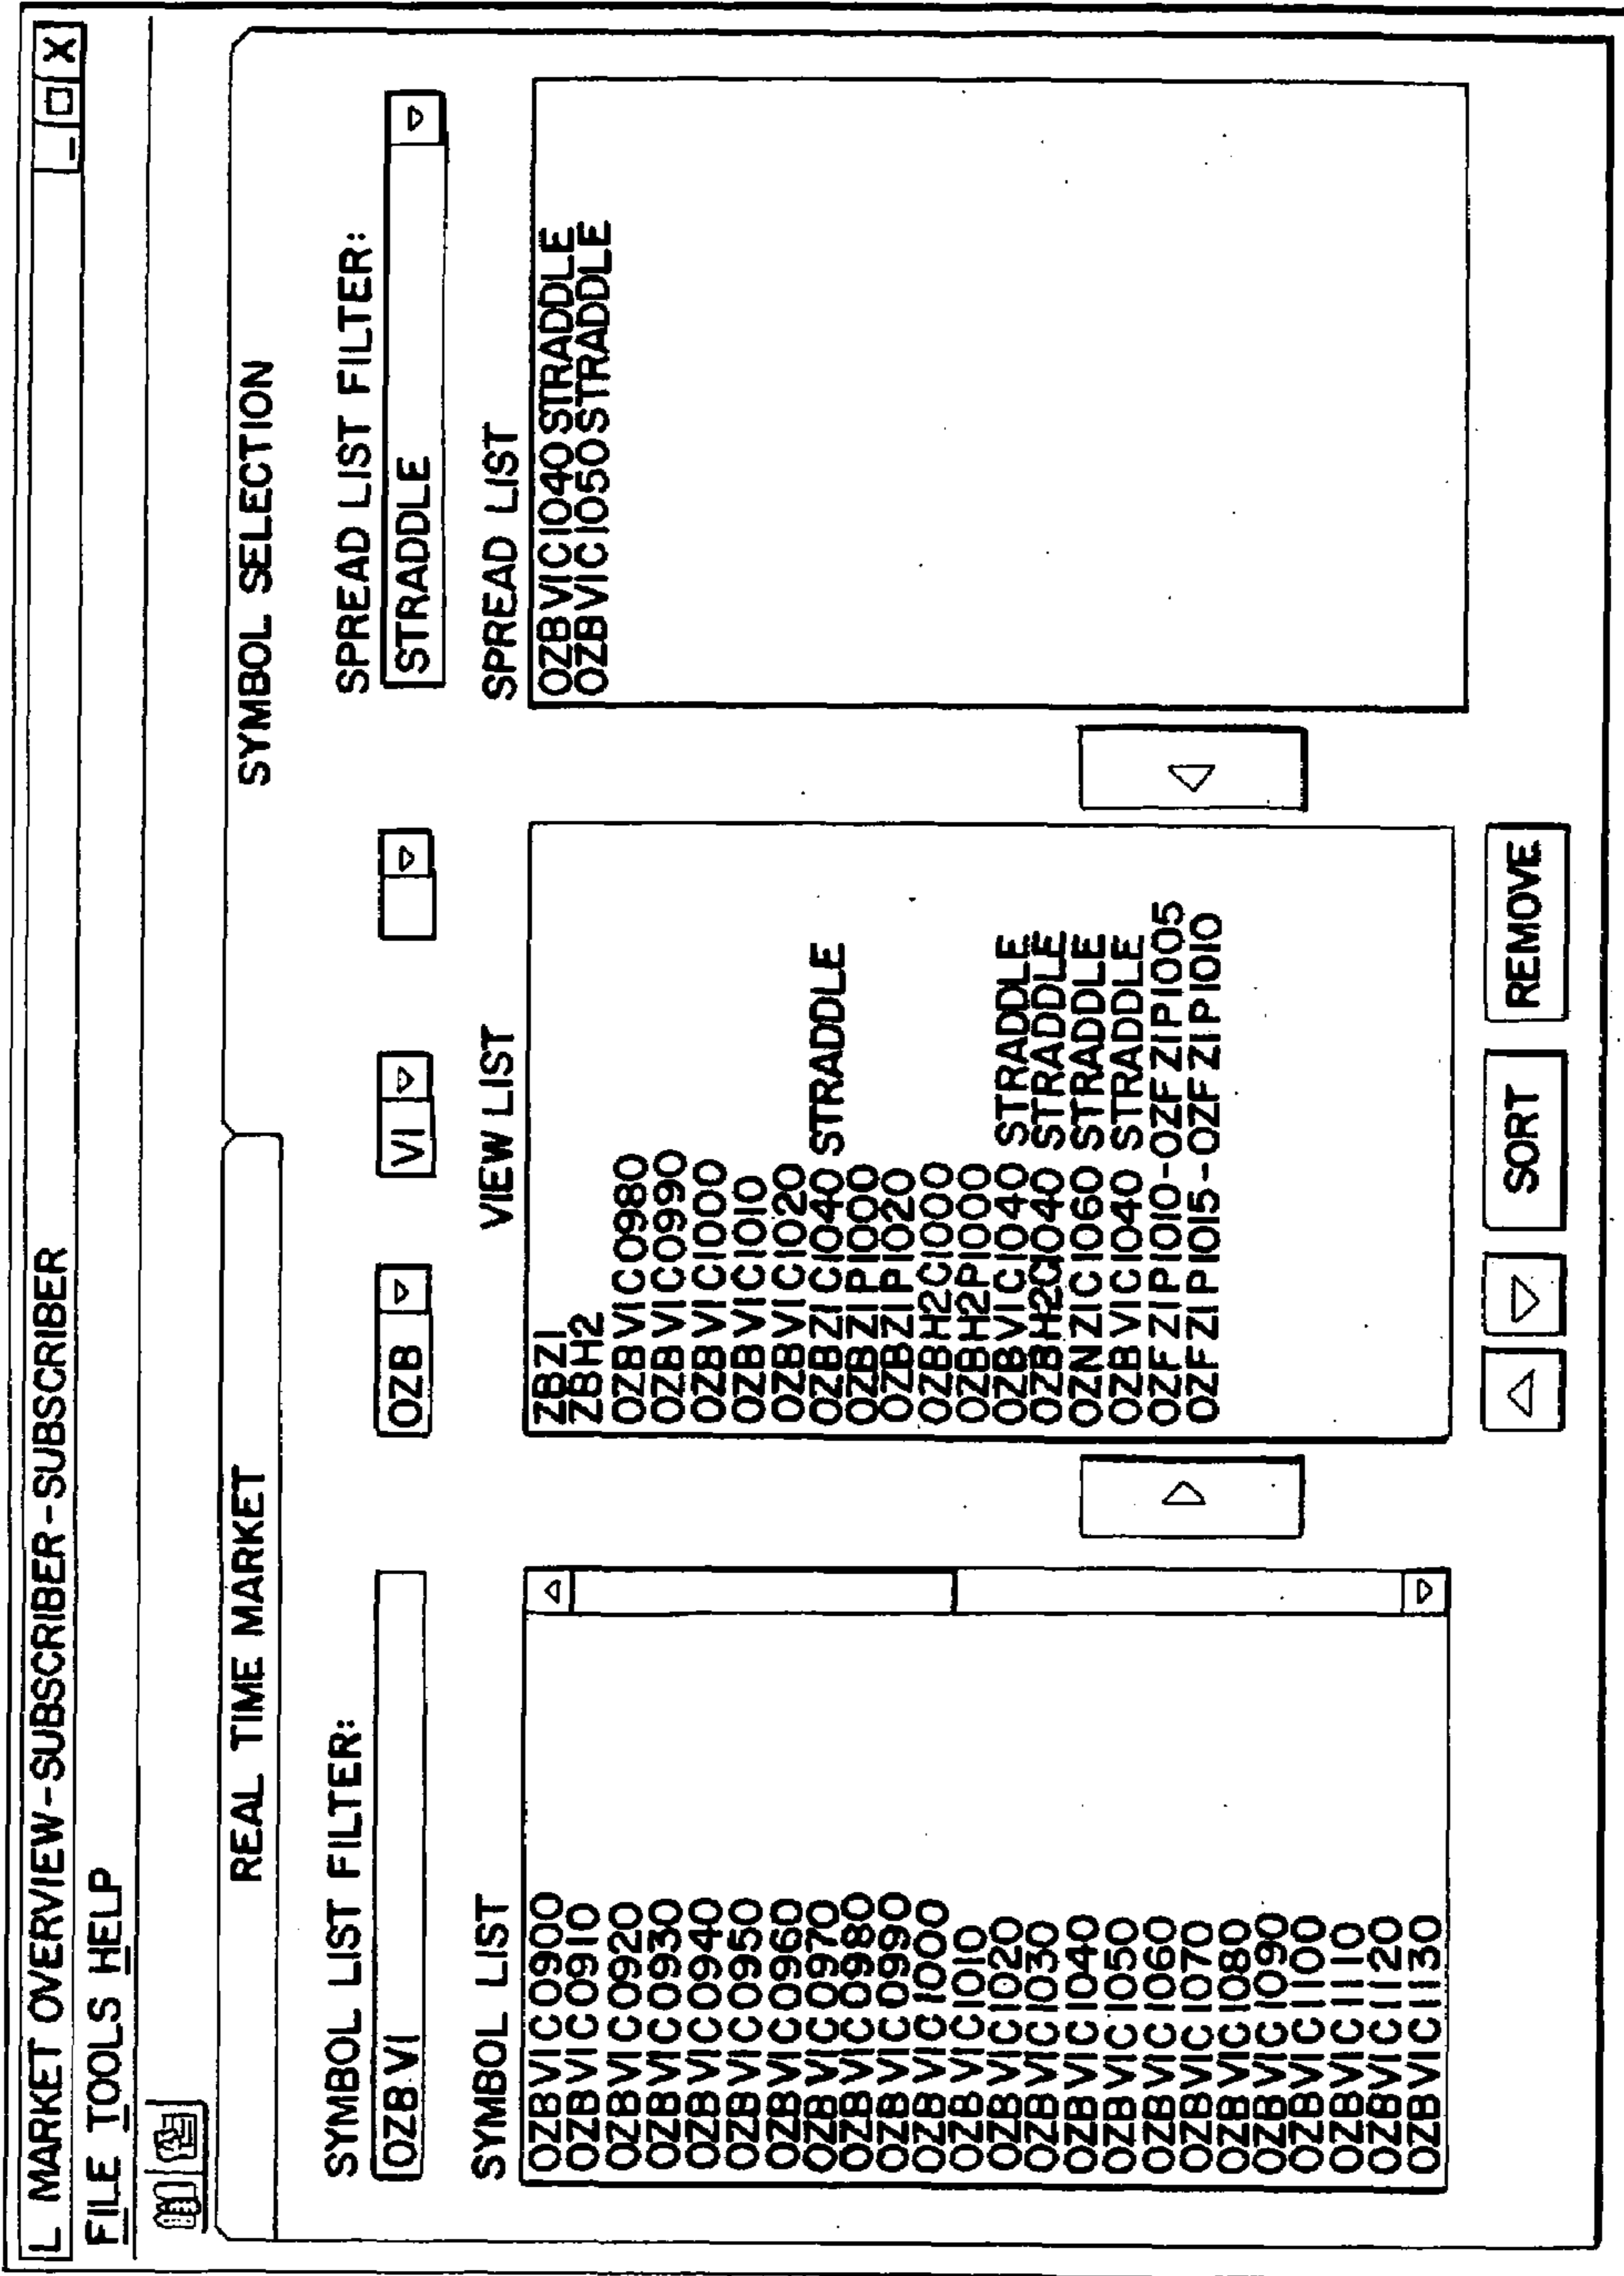 L MARKET OVERVIEW-SUBSCRIBER-SUBSCRIBER _ □ X
FILE TOOLS HELP
REAL TIME MARKET
SYMBOL SELECTION
SYMBOL LIST FILTER:
OZB VI
OZB
VI
SPREAD LIST FILTER:
STRADDLE
SYMBOL LIST
OZBVIC0900
OZBVIC0910
OZBVIC0920
OZBVIC0930
OZBVIC0940
OZBVIC0950
OZBVIC0960
OZBVIC0970
OZBVIC0980
OZBVIC0990
OZBVIC1000
OZBVIC1010
OZBVIC1020
OZBVIC1030
OZBVIC1040
OZBVIC1050
OZBVIC1060
OZBVIC1070
OZBVIC1080
OZBVIC1090
OZBVIC1100
OZBVIC1110
OZBVIC1120
OZBVIC1130
VIEW LIST
ZBZI
ZBH2
OZBVIC0980
OZBVIC0990
OZBVIC1000
OZBVIC1010
OZBVIC1020
OZBZIC1040 STRADDLE
OZBZIP1000
OZBZIP1020
OZBH2C1000
OZBH2P1000
OZBVIC1040 STRADDLE
OZBH2C1040 STRADDLE
OZNZIC1060 STRADDLE
OZBVIC1040 STRADDLE
OZFZIP1010-OZFZIP1005
OZFZIP1015-OZFZIP1010
SPREAD LIST
OZBVIC1040STRADDLE
OZBVIC1050STRADDLE
SORT
REMOVE